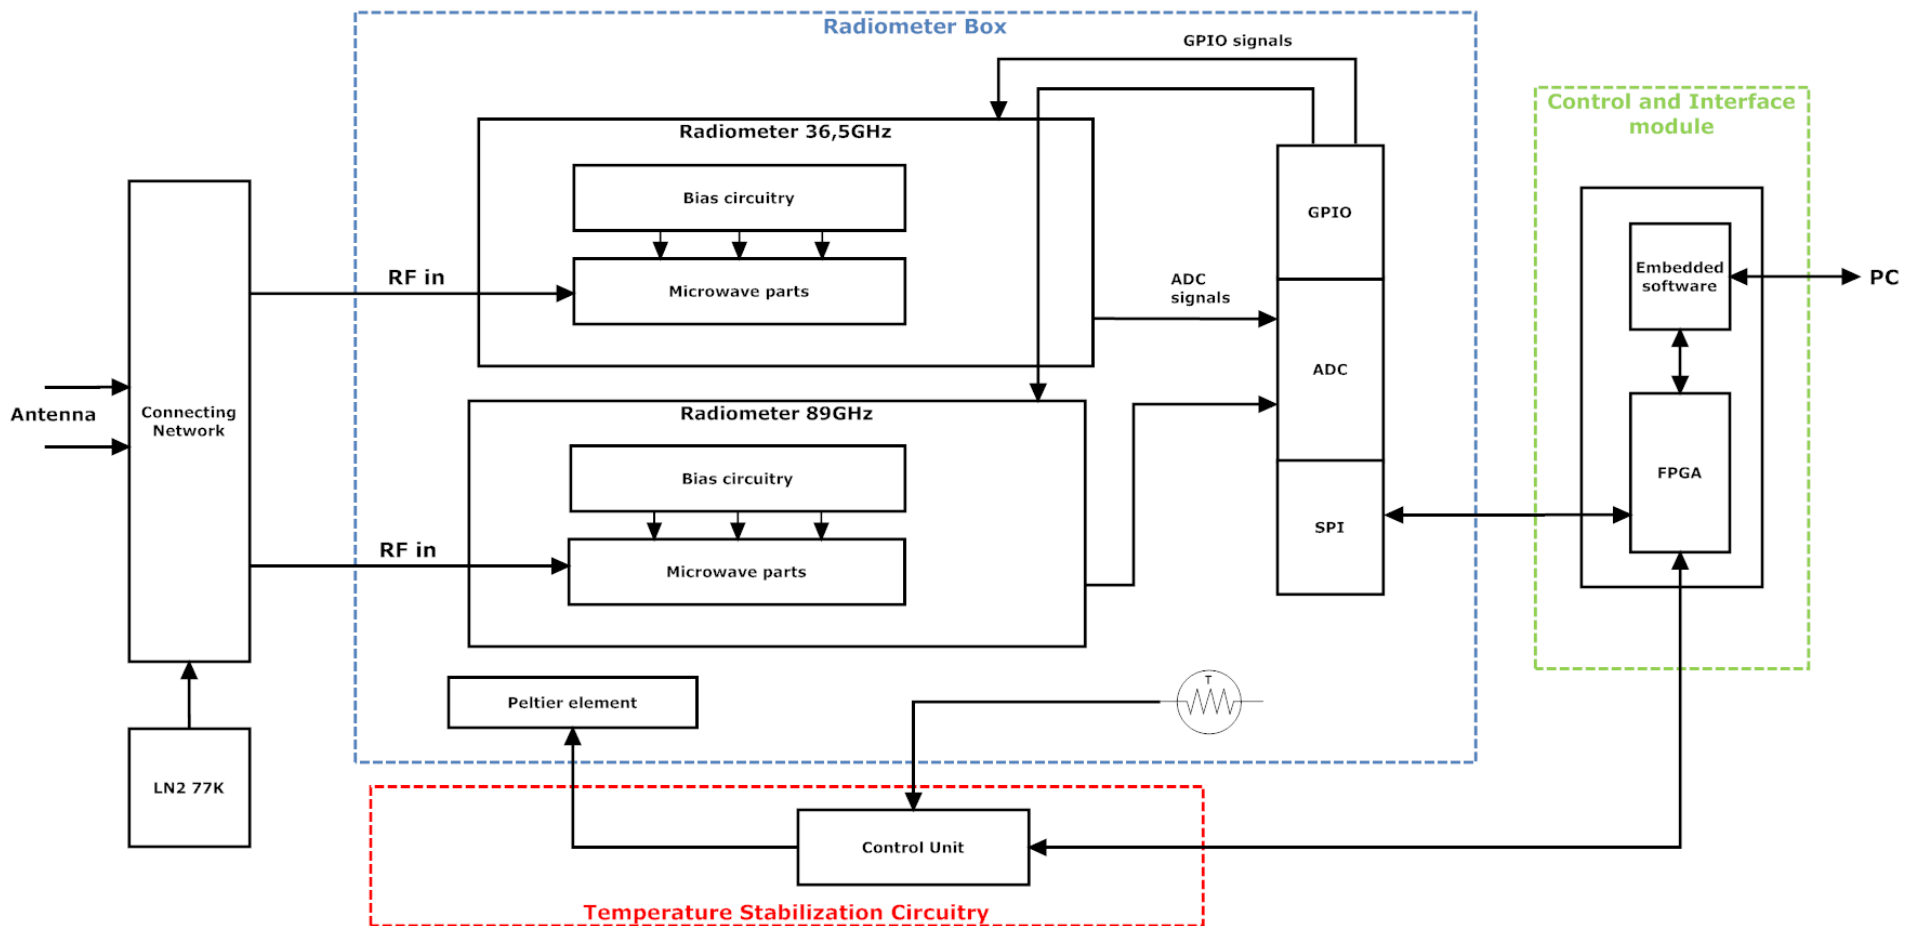 Radiometer Box
GPIO signals
Control and Interface
module
Radiometer 36,5GHz
Bias circuitry
GPIO
Embedded
software
PC
RF in
Microwave parts
ADC
signals
ADC
Antenna
Connecting
Network
Radiometer 89GHz
Bias circuitry
FPGA
SPI
RF in
Microwave parts
T
Peltier element
LN2 77K
Control Unit
Temperature Stabilization Circuitry